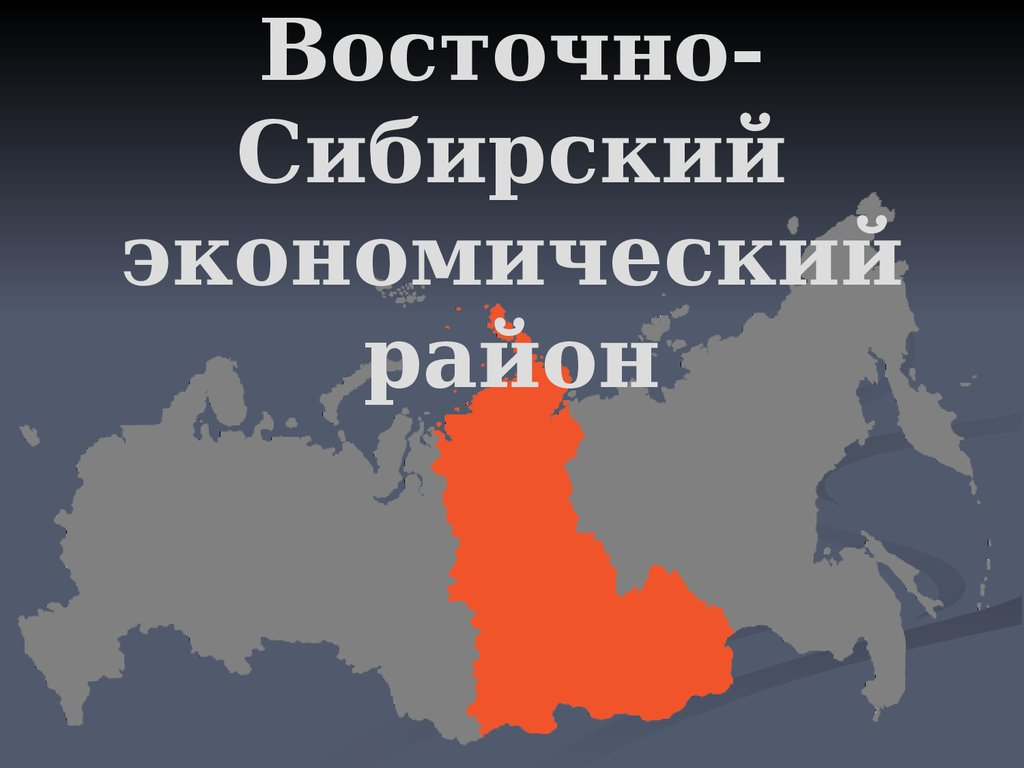 Восточно-
Сибирский
экономический
район